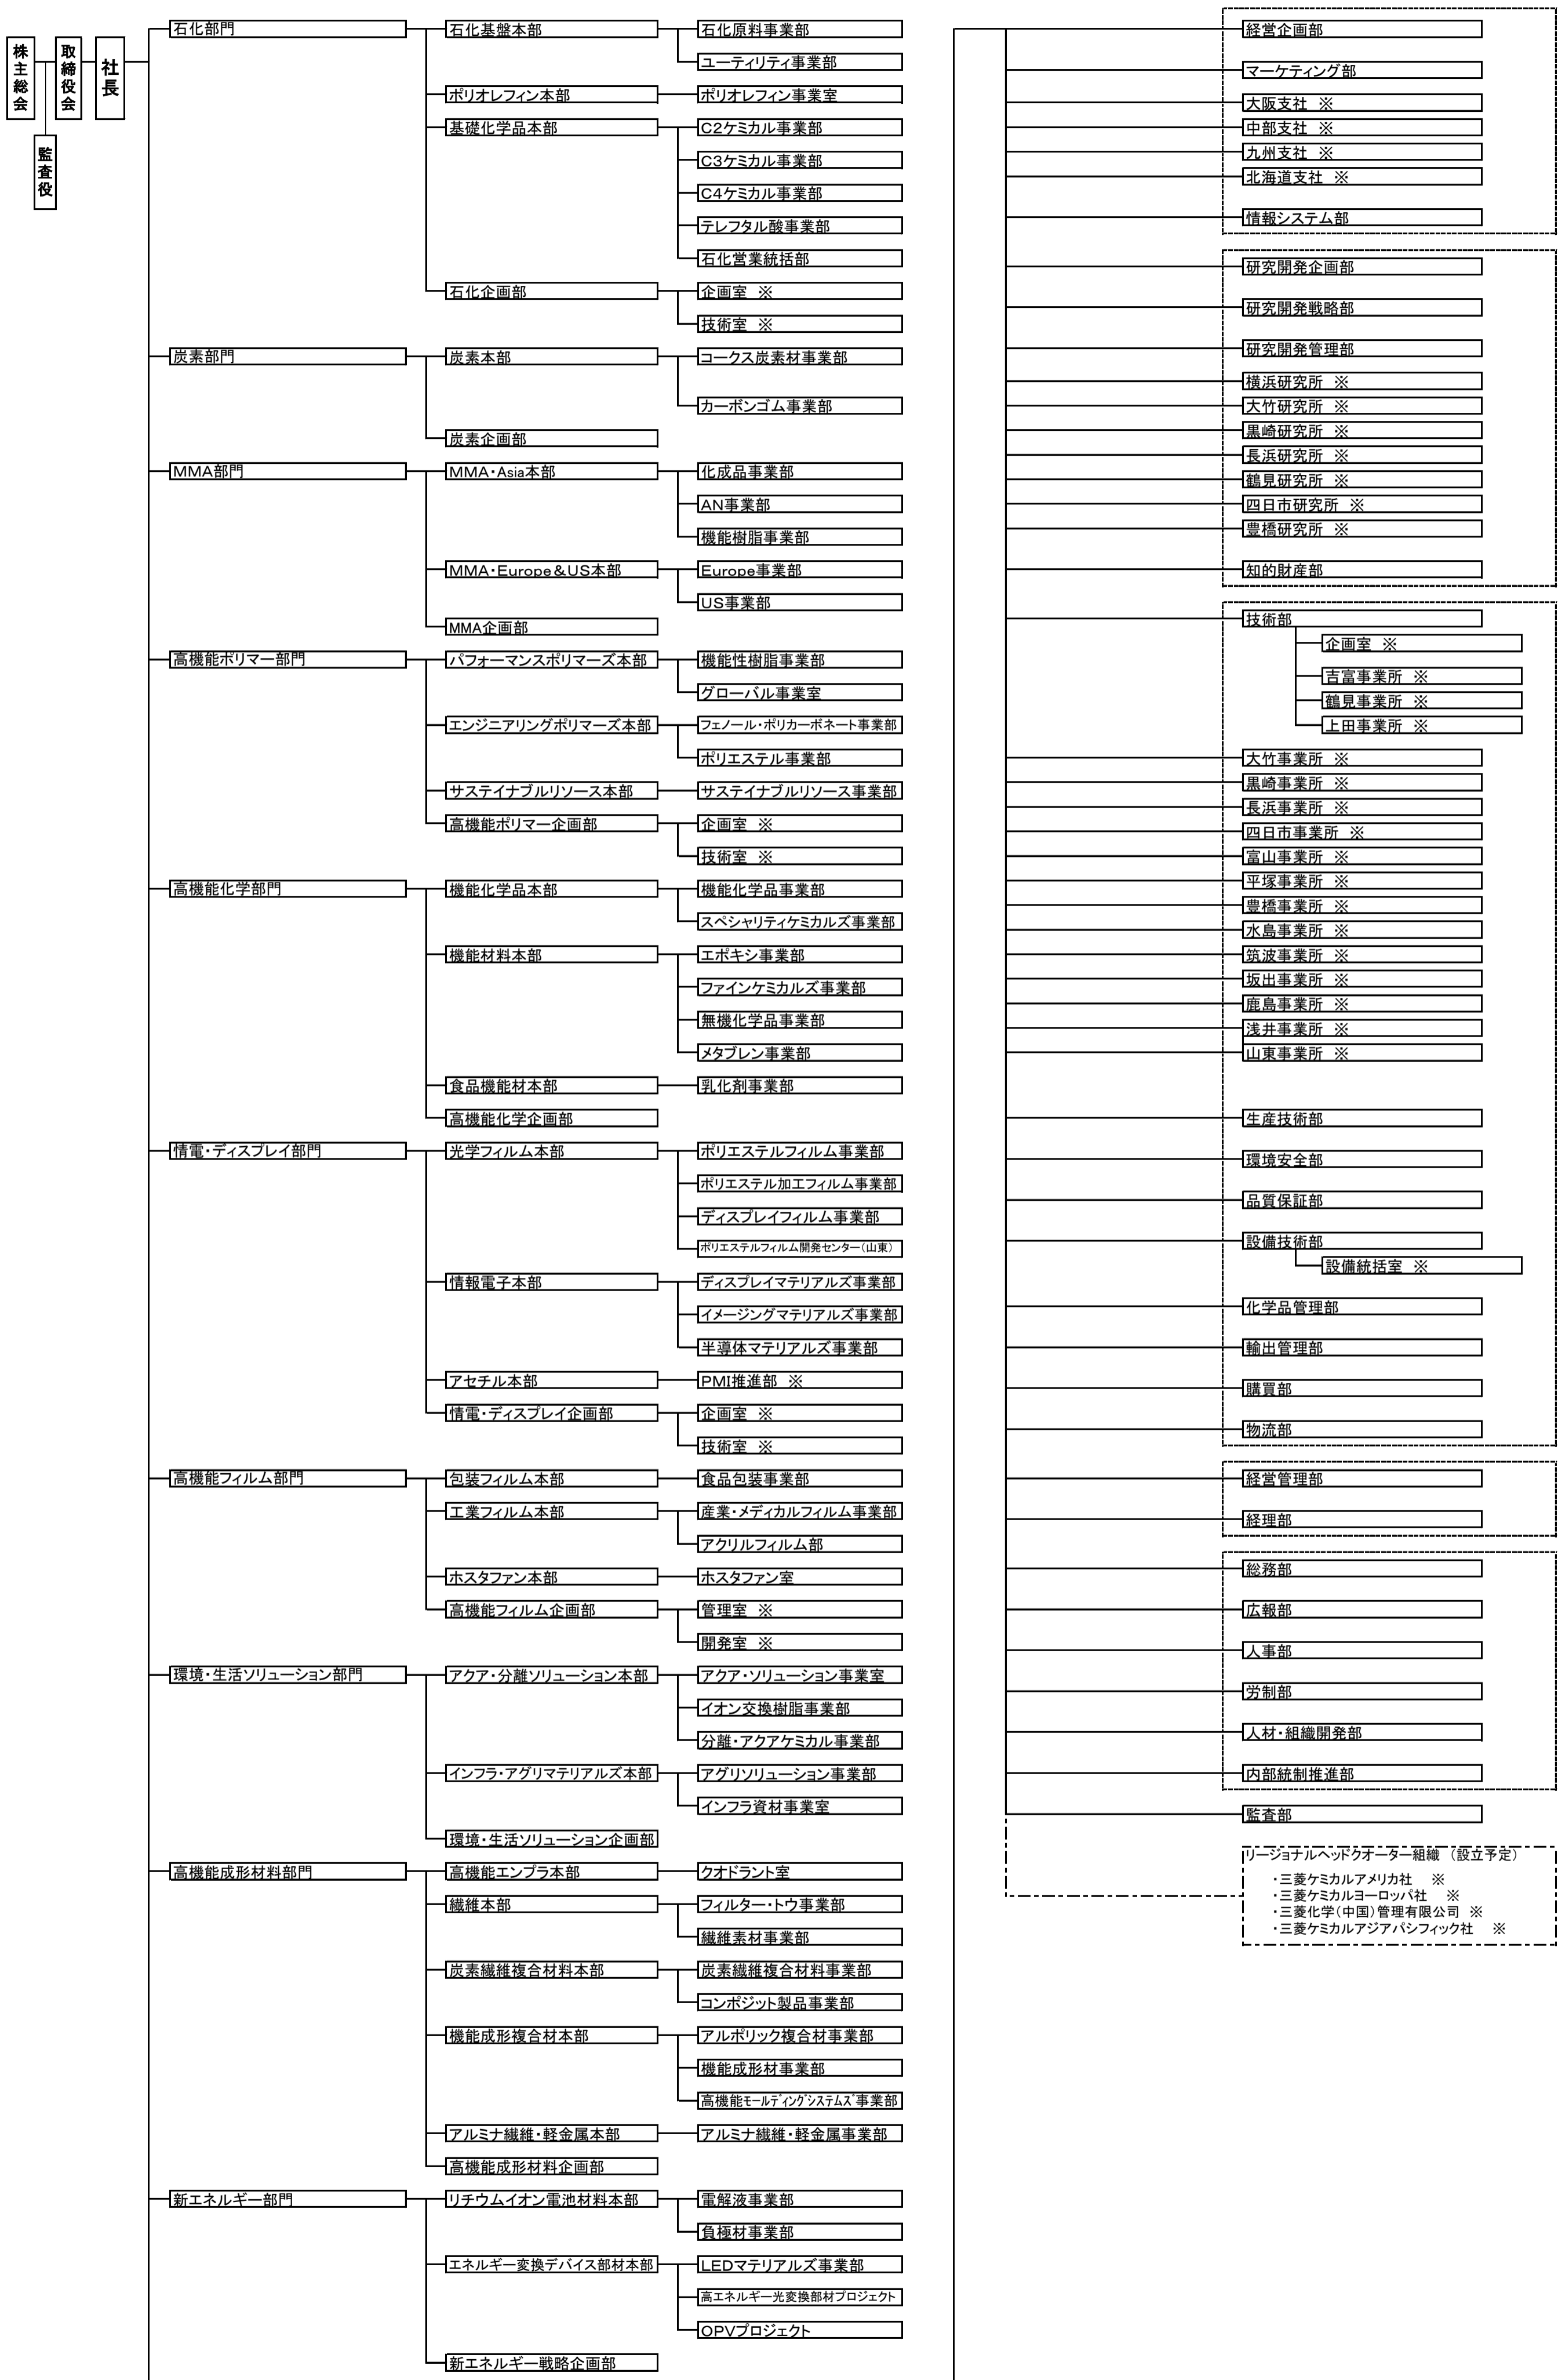 株主総会
取締役会
社長
監査役
石化部門
石化基盤本部
石化原料事業部
ユーティリティ事業部
ポリオレフィン本部
ポリオレフィン事業室
基礎化学品本部
C2ケミカル事業部
C3ケミカル事業部
C4ケミカル事業部
テレフタル酸事業部
石化営業統括部
石化企画部
企画室 ※
技術室 ※
炭素部門
炭素本部
コークス炭素材事業部
カーボンゴム事業部
炭素企画部
MMA部門
MMA・Asia本部
化成品事業部
AN事業部
機能樹脂事業部
MMA・Europe&US本部
Europe事業部
US事業部
MMA企画部
高機能ポリマー部門
パフォーマンスポリマーズ本部
機能性樹脂事業部
グローバル事業室
エンジニアリングポリマーズ本部
フェノール・ポリカーボネート事業部
ポリエステル事業部
サステイナブルリソース本部
サステイナブルリソース事業部
高機能ポリマー企画部
企画室 ※
技術室 ※
高機能化学部門
機能化学品本部
機能化学品事業部
スペシャリティケミカルズ事業部
機能材料本部
エポキシ事業部
ファインケミカルズ事業部
無機化学品事業部
メタブレン事業部
食品機能材本部
乳化剤事業部
高機能化学企画部
情電・ディスプレイ部門
光学フィルム本部
ポリエステルフィルム事業部
ポリエステル加工フィルム事業部
ディスプレイフィルム事業部
ポリエステルフィルム開発センター(山東)
情報電子本部
ディスプレイマテリアルズ事業部
イメージングマテリアルズ事業部
半導体マテリアルズ事業部
アセチル本部
PMI推進部 ※
情電・ディスプレイ企画部
企画室 ※
技術室 ※
高機能フィルム部門
包装フィルム本部
食品包装事業部
工業フィルム本部
産業・メディカルフィルム事業部
アクリルフィルム部
ホスタファン本部
ホスタファン室
高機能フィルム企画部
管理室 ※
開発室 ※
環境・生活ソリューション部門
アクア・分離ソリューション本部
アクア・ソリューション事業室
イオン交換樹脂事業部
分離・アクアケミカル事業部
インフラ・アグリマテリアルズ本部
アグリソリューション事業部
インフラ資材事業室
環境・生活ソリューション企画部
高機能成形材料部門
高機能エンプラ本部
クオドラント室
繊維本部
フィルター・トウ事業部
繊維素材事業部
炭素繊維複合材料本部
炭素繊維複合材料事業部
コンポジット製品事業部
機能成形複合材本部
アルポリック複合材事業部
機能成形材事業部
高機能モールディングシステムズ事業部
アルミナ繊維・軽金属本部
アルミナ繊維・軽金属事業部
高機能成形材料企画部
新エネルギー部門
リチウムイオン電池材料本部
電解液事業部
負極材事業部
エネルギー変換デバイス部材本部
LEDマテリアルズ事業部
高エネルギー光変換部材プロジェクト
OPVプロジェクト
新エネルギー戦略企画部
経営企画部
マーケティング部
大阪支社 ※
中部支社 ※
九州支社 ※
北海道支社 ※
情報システム部
研究開発企画部
研究開発戦略部
研究開発管理部
横浜研究所 ※
大竹研究所 ※
黒崎研究所 ※
長浜研究所 ※
鶴見研究所 ※
四日市研究所 ※
豊橋研究所 ※
知的財産部
技術部
企画室 ※
吉富事業所 ※
鶴見事業所 ※
上田事業所 ※
大竹事業所 ※
黒崎事業所 ※
長浜事業所 ※
四日市事業所 ※
富山事業所 ※
平塚事業所 ※
豊橋事業所 ※
水島事業所 ※
筑波事業所 ※
坂出事業所 ※
鹿島事業所 ※
浅井事業所 ※
山東事業所 ※
生産技術部
環境安全部
品質保証部
設備技術部
設備統括室 ※
化学品管理部
輸出管理部
購買部
物流部
経営管理部
経理部
総務部
広報部
人事部
労制部
人材・組織開発部
内部統制推進部
監査部
リージョナルヘッドクオーター組織 (設立予定)
・三菱ケミカルアメリカ社 ※
・三菱ケミカルヨーロッパ社 ※
・三菱化学(中国)管理有限公司 ※
・三菱ケミカルアジアパシフィック社 ※